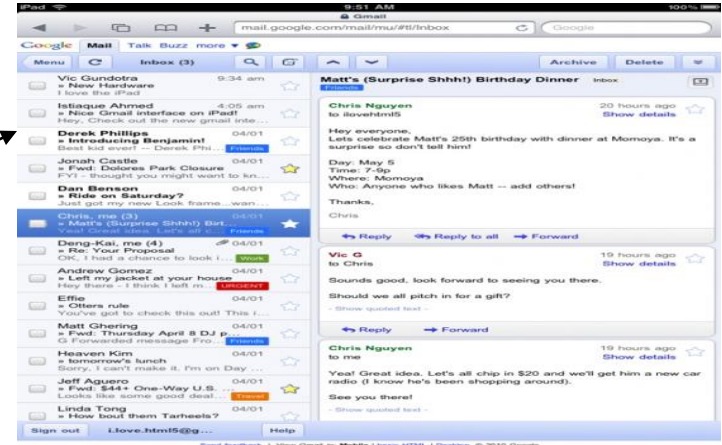 iPad
9:51 AM
100%
Gmail
mail.google.com/mail/mu/#tl/Inbox
Google
Google Mail Talk Buzz more
Menu
Inbox (3)
Archive
Delete
Vic Gundotra 9:34 am
» New Hardware
I love the iPad
Istiaque Ahmed 4:05 am
» Nice Gmail interface on iPad!
Hey, Check out the new gmail inte...
Derek Phillips 04/01
» Introducing Benjamin!
Best kid ever! -- Derek Phi... Friends
Jonah Castle 04/01
» Fwd: Dolores Park Closure
FYI - thought you might want to kn...
Dan Benson 04/01
» Ride on Saturday?
Just got my new Look frame...wan...
Chris, me (3) 04/01
» Matt's (Surprise Shhh!) Birt...
Yea! Great idea. Let's all c... Friends
Deng-Kai, me (4) 04/01
» Re: Your Proposal
OK, I had a chance to look i... Work
Andrew Gomez 04/01
» Left my jacket at your house
Hey there - I think I left m... URGENT
Effie 04/01
» Otters rule
You've got to check this out! This i...
Matt Ghering 04/01
» Fwd: Thursday April 8 DJ p...
G Forwarded message Fro... Friends
Heaven Kim 04/01
» tomorrow's lunch
Sorry, I can't make it. I'm on Day ...
Jeff Aguero 04/01
» Fwd: $44+ One-Way U.S. ...
Looks like some good deal... Travel
Linda Tong 04/01
» How bout them Tarheels?
Sign out
i.love.html5@g...
Help
Matt's (Surprise Shhh!) Birthday Dinner Inbox
Friends
Chris Nguyen 20 hours ago
to ilovehtml5 Show details
Hey everyone,
Lets celebrate Matt's 25th birthday with dinner at Momoya. It's a
surprise so don't tell him!
Day: May 5
Time: 7-9p
Where: Momoya
Who: Anyone who likes Matt -- add others!
Thanks,
Chris
Reply Reply to all Forward
Vic G 19 hours ago
to Chris Show details
Sounds good. look forward to seeing you there.
Should we all pitch in for a gift?
- Show quoted text -
Reply Forward
Chris Nguyen 19 hours ago
to me Show details
Yea! Great idea. Let's all chip in $20 and we'll get him a new car
radio (I know he's been shopping around).
See you there!
- Show quoted text -
Send feedback | View Gmail in: Mobile | basic HTML | Desktop © 2010 Google